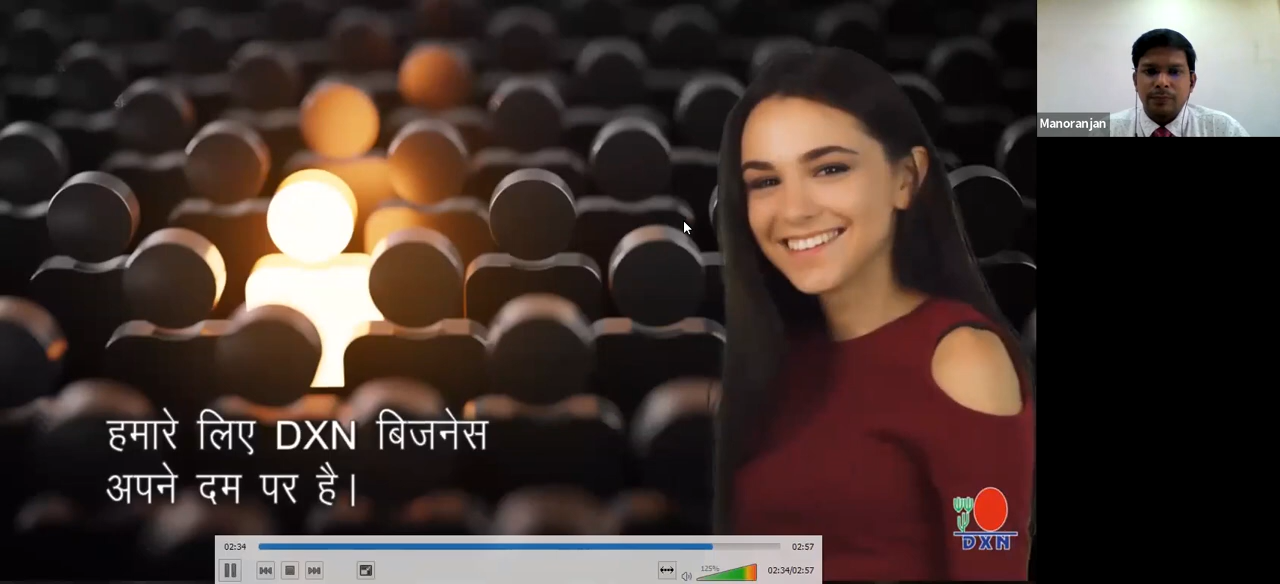 Manoranjan
हमारे लिए DXN बिजनेस
अपने दम पर है।
DXN
02:34
02:57
125%
02:34/02:57